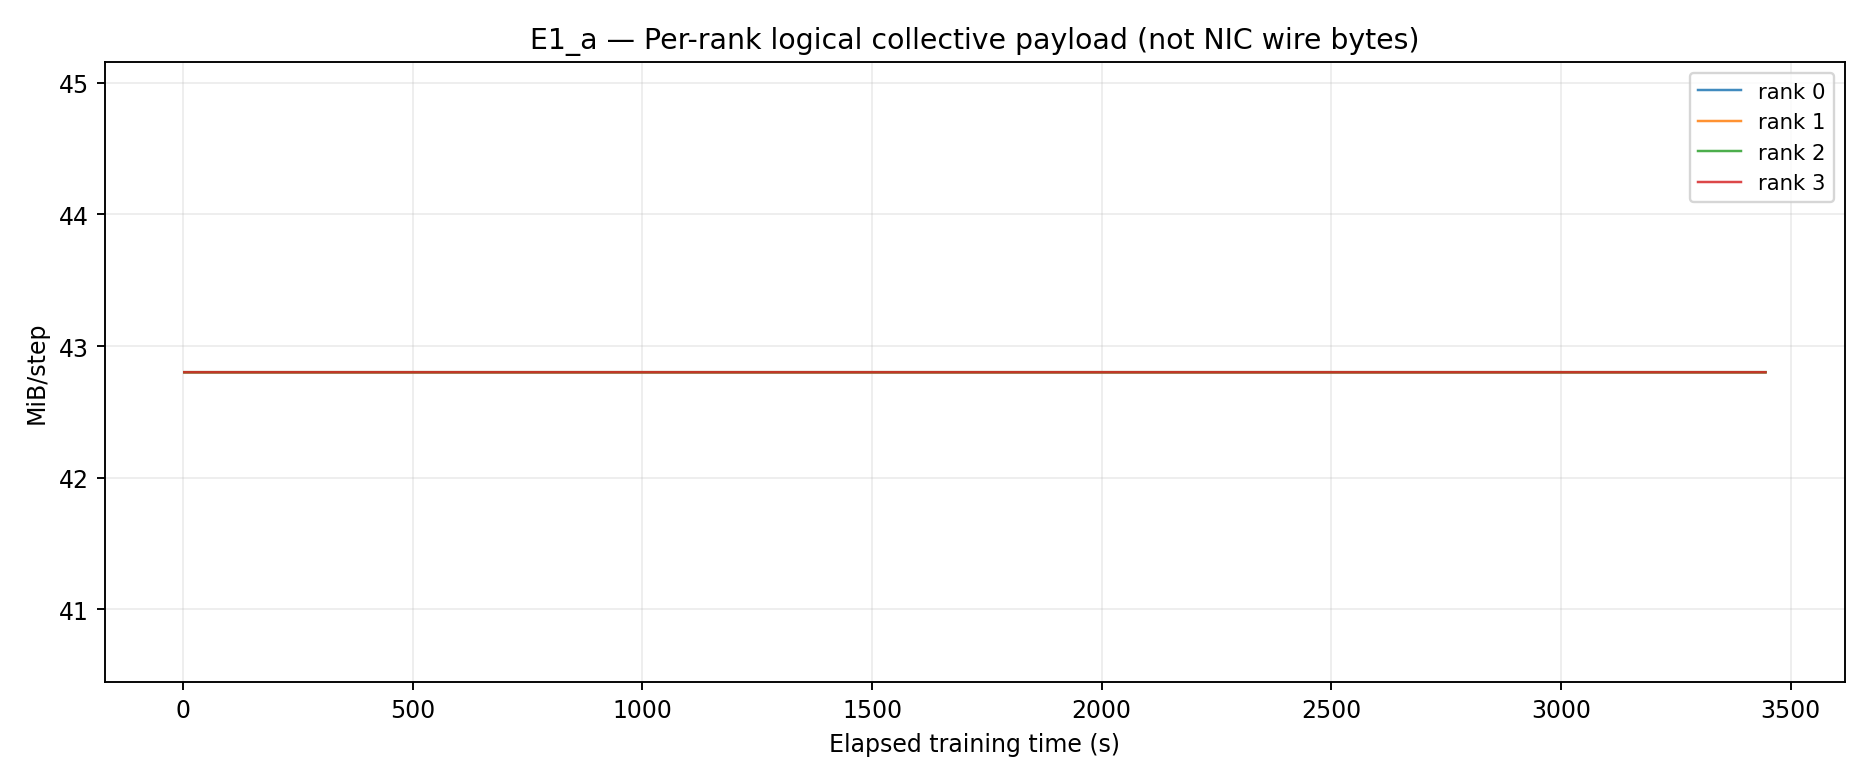 E1_a — Per-rank logical collective payload (not NIC wire bytes)
45
44
43
42
41
MiB/step
rank 0
rank 1
rank 2
rank 3
0 500 1000 1500 2000 2500 3000 3500
Elapsed training time (s)